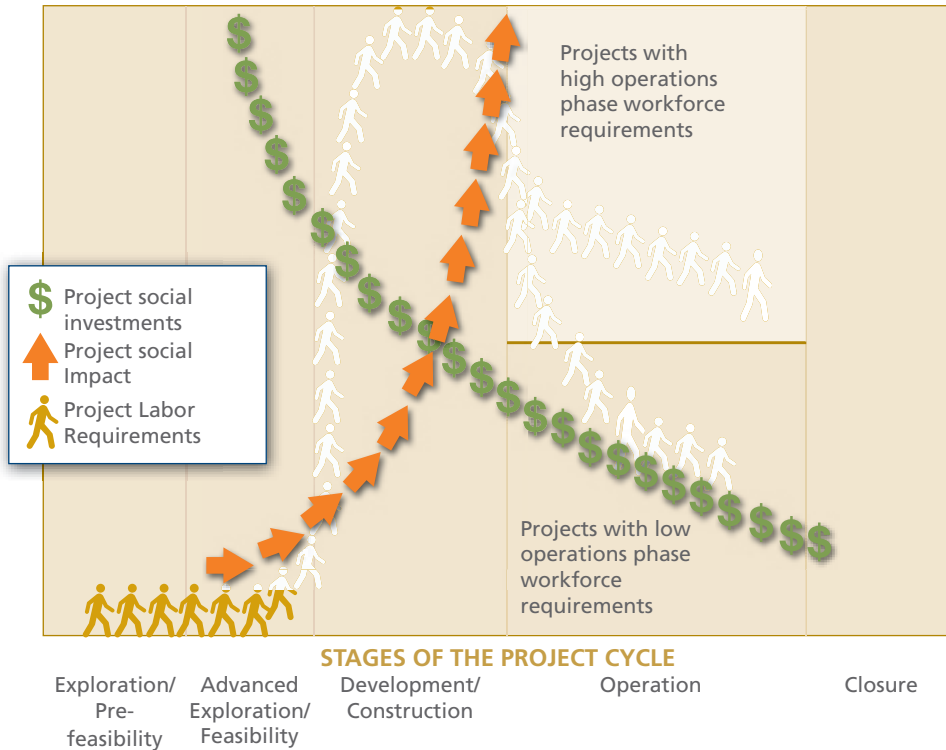 Projects with
high operations
phase workforce
requirements
$ Project social
investments
Project social
Impact
Project Labor
Requirements
Projects with low
operations phase
workforce
requirements
STAGES OF THE PROJECT CYCLE
Exploration/
Pre-
feasibility
Advanced
Exploration/
Feasibility
Development/
Construction
Operation
Closure